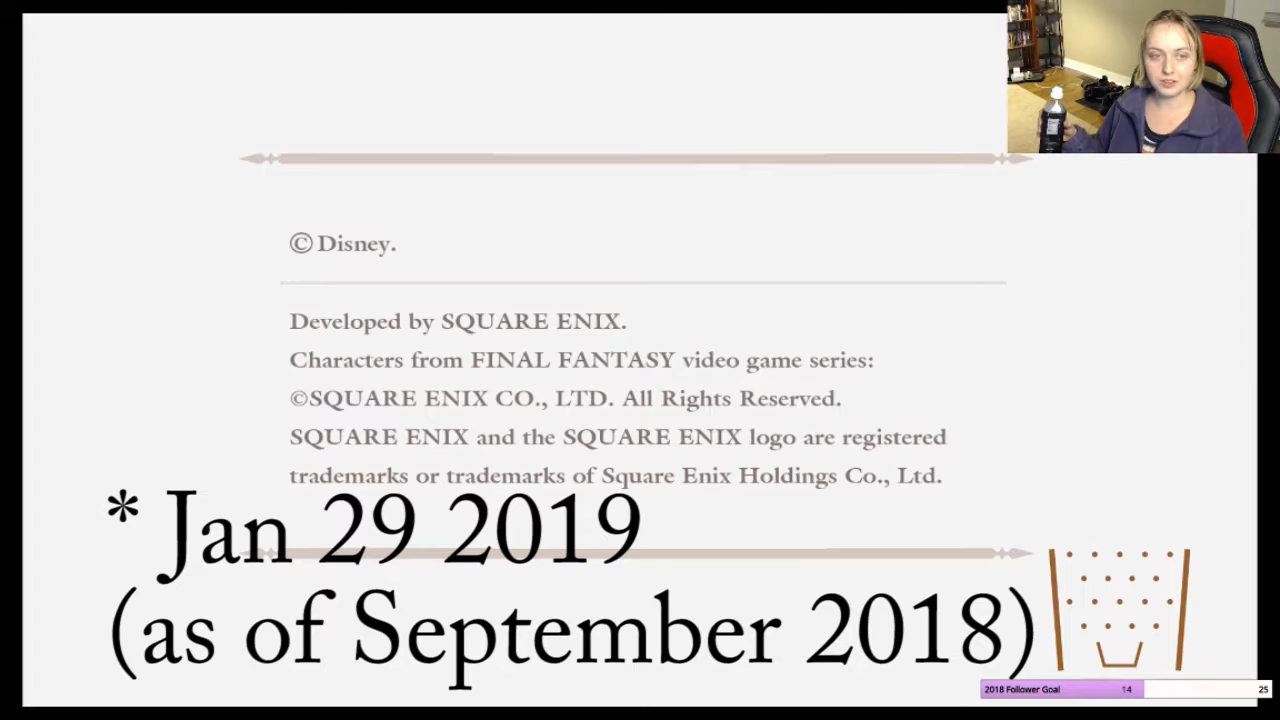 © Disney.
Developed by SQUARE ENIX.
Characters from FINAL FANTASY video game series:
©SQUARE ENIX CO., LTD. All Rights Reserved.
SQUARE ENIX and the SQUARE ENIX logo are registered
trademarks or trademarks of Square Enix Holdings Co., Ltd.
* Jan 29 2019
(as of September 2018)
2018 Follower Goal 14 25